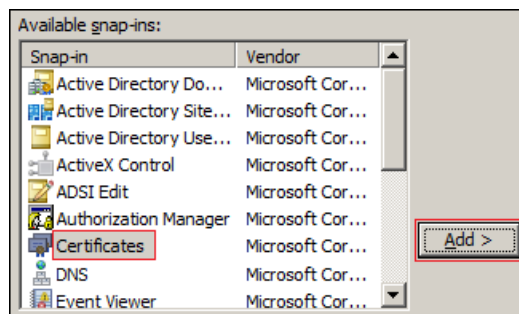 Available snap-ins:
Snap-in Vendor
Active Directory Do... Microsoft Cor...
Active Directory Site... Microsoft Cor...
Active Directory Use... Microsoft Cor...
ActiveX Control Microsoft Cor...
ADSI Edit Microsoft Cor...
Authorization Manager Microsoft Cor...
Certificates Microsoft Cor...
Add >
DNS Microsoft Cor...
Event Viewer Microsoft Cor...